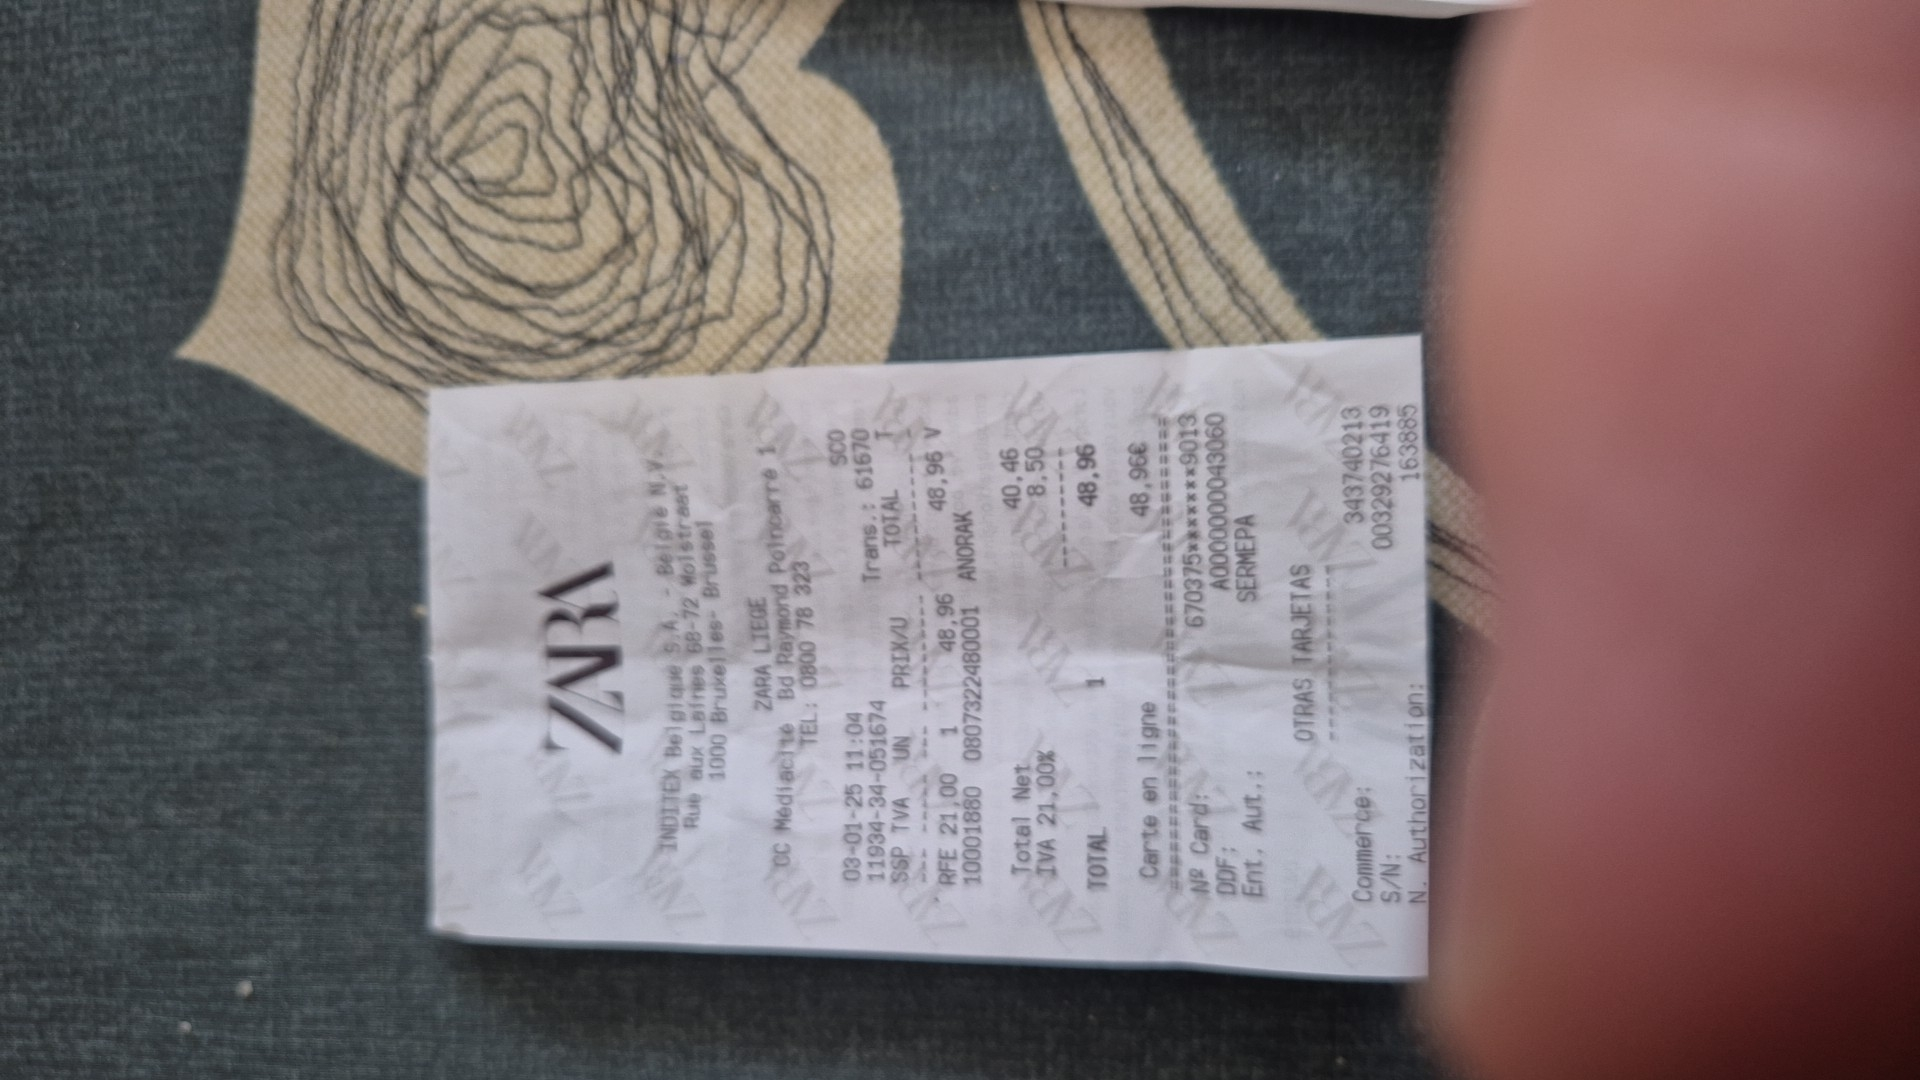 ZARA
INDITEX Belgique S.A. - België N.V.
Rue aux Laines 68-72 Wolstraat
1000 Bruxelles- Brussel
ZARA LIEGE
CC Médiacité Bd Raymond Poincarré 1
TEL: 0800 78 323
SCO
03-01-25 11:04
11934-34-051674 Trans.: 61670
SSP TVA UN PRIX/U TOTAL T
--- ----- --- -------- ---------- -
RFE 21,00 1 48,96 48,96 V
10001880 0807322480001 ANORAK
Total Net 40,46
IVA 21,00% 8,50
----------
TOTAL 1 48,96
Carte en ligne 48,96€
====================================
Nº Card: 670375*********9013
DDF: A0000000043060
Ent. Aut.: SERMEPA
OTRAS TARJETAS
---------------
Commerce: 343740213
S/N: 00329276419
N. Authorization: 163885